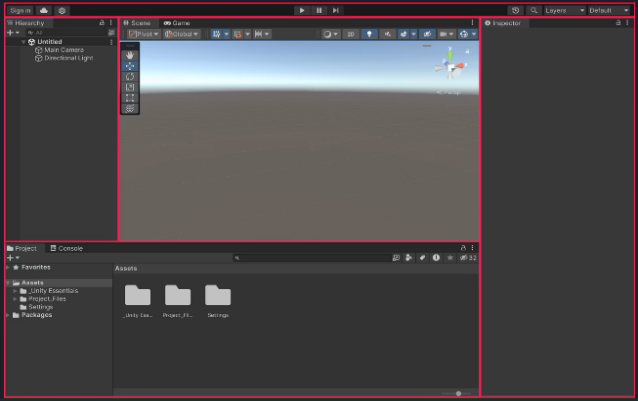 Sign in
Layers
Default
Hierarchy
All
Untitled
Main Camera
Directional Light
Scene
Game
Pivot
Global
2D
Persp
Inspector
Project
Console
32
Favorites
Assets
_Unity Essentials
Project_Files
Settings
Packages
Assets
_Unity Ess...
Project_Fil...
Settings